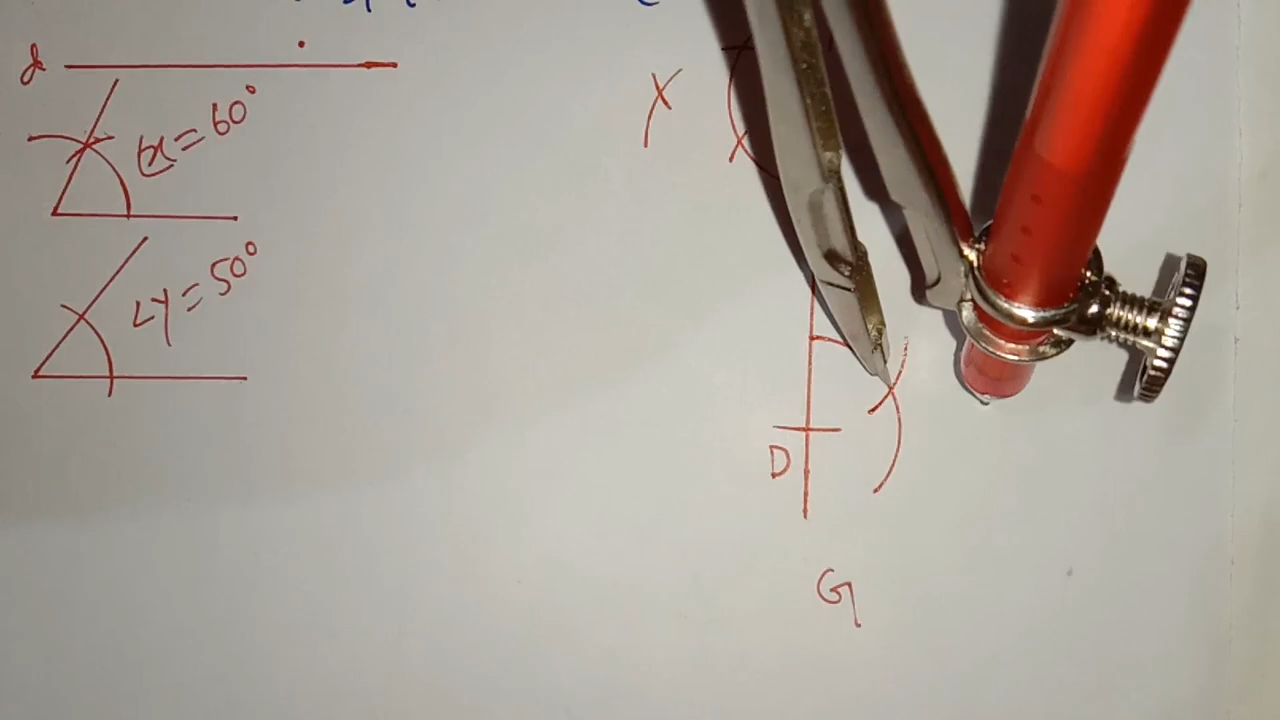 d
∠x = 60°
∠y = 50°
X
D
G